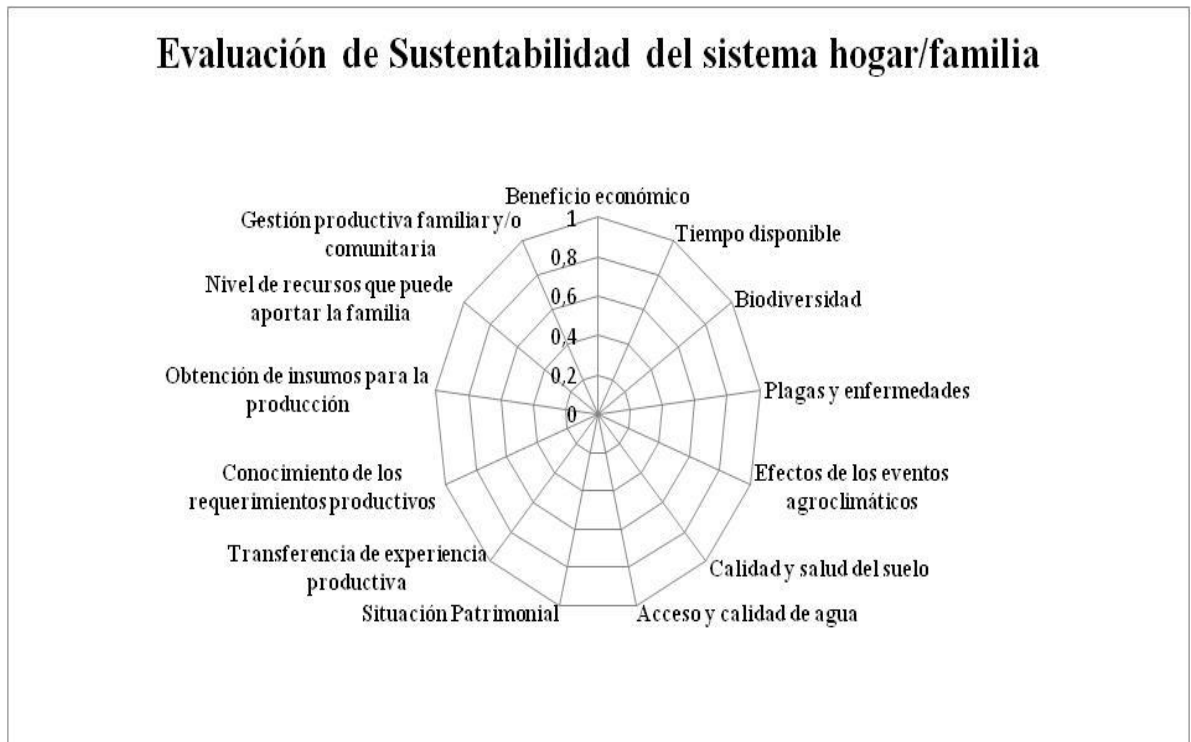 Evaluación de Sustentabilidad del sistema hogar/familia
Beneficio económico
1
0,8
0,6
0,4
0,2
0
Tiempo disponible
Biodiversidad
Plagas y enfermedades
Efectos de los eventos
agroclimáticos
Calidad y salud del suelo
Acceso y calidad de agua
Situación Patrimonial
Transferencia de experiencia
productiva
Conocimiento de los
requerimientos productivos
Obtención de insumos para la
producción
Nivel de recursos que puede
aportar la familia
Gestión productiva familiar y/o
comunitaria